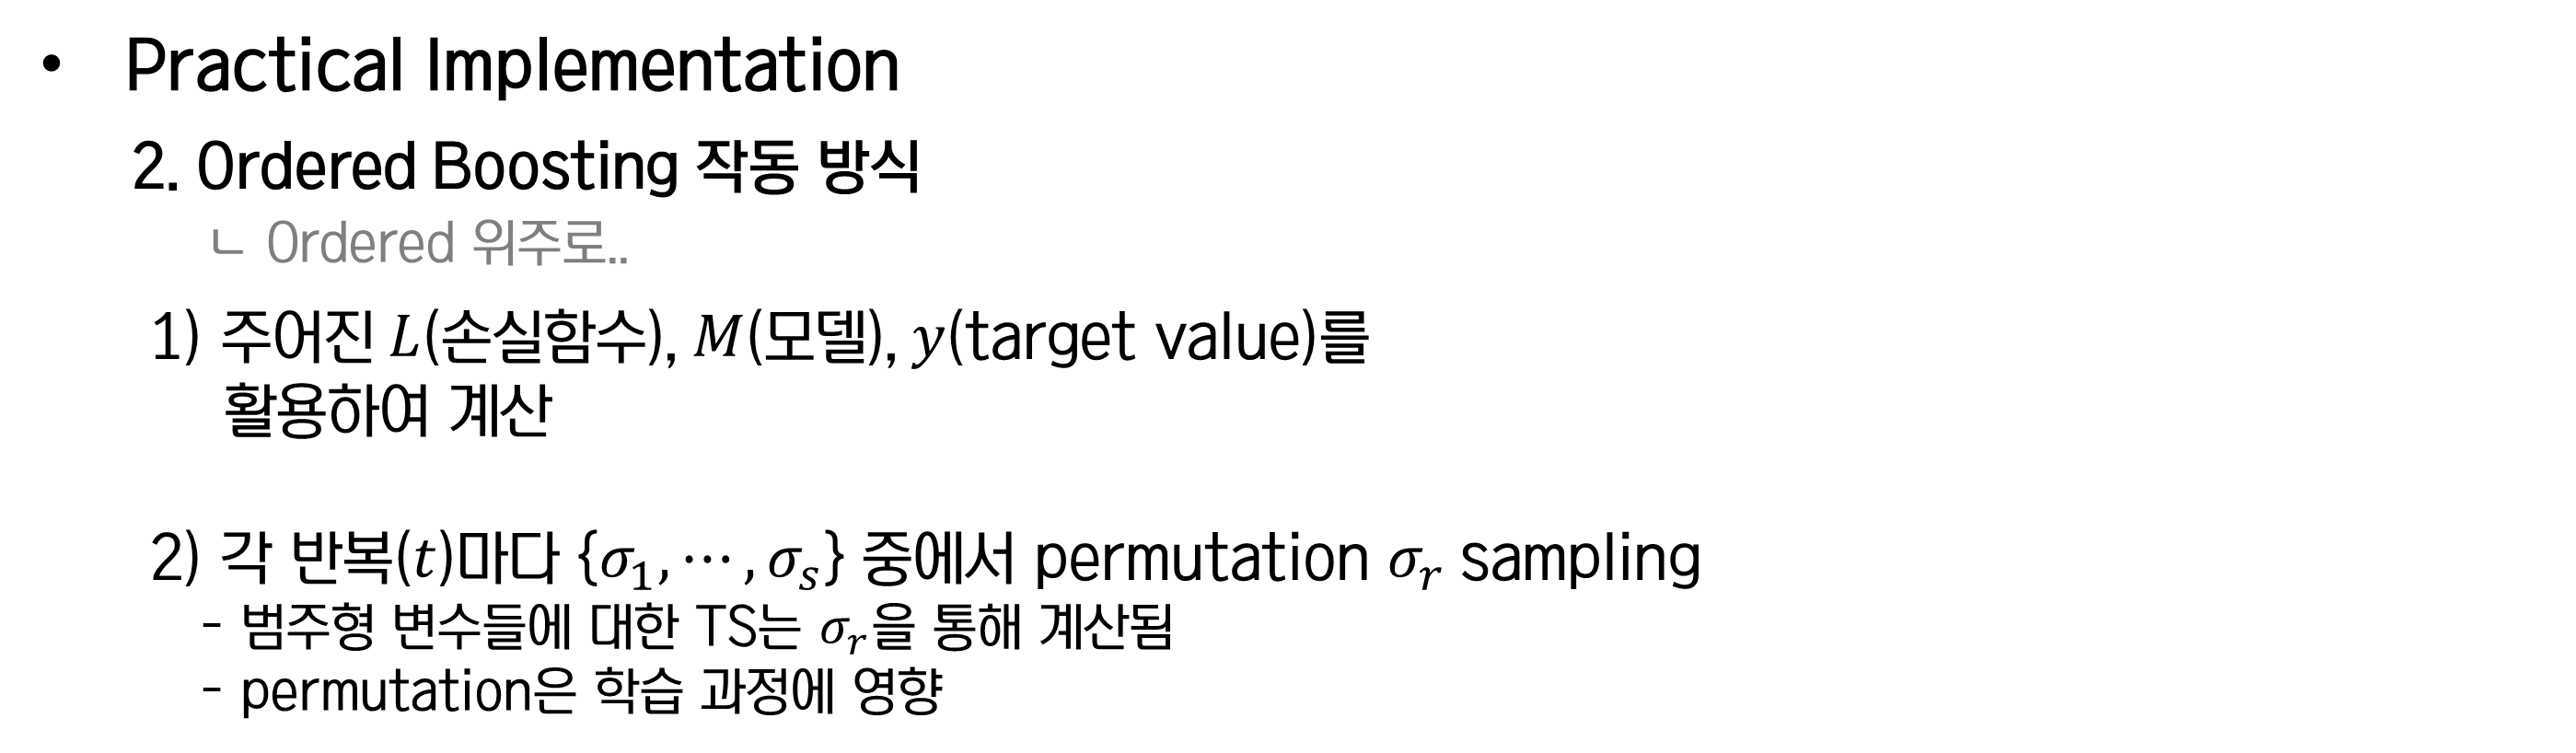 • Practical Implementation
2. Ordered Boosting 작동 방식
ㄴ Ordered 위주로..
1) 주어진 L(손실함수), M(모델), y(target value)를
활용하여 계산
2) 각 반복(t)마다 {σ₁, ⋯ , σₛ} 중에서 permutation σᵣ sampling
- 범주형 변수들에 대한 TS는 σᵣ을 통해 계산됨
- permutation은 학습 과정에 영향